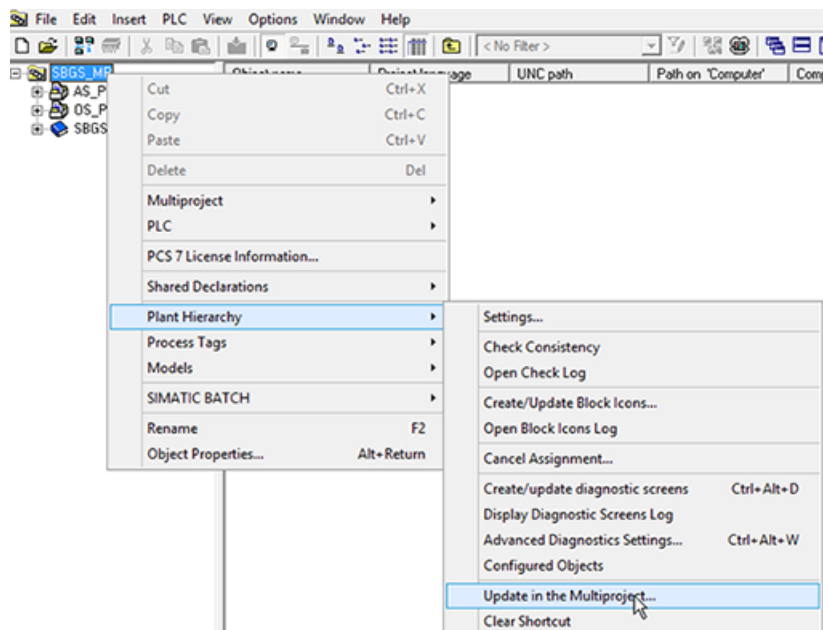 File Edit Insert PLC View Options Window Help
< No Filter >
SBGS_MP Object name Project language UNC path Path on 'Computer' Com
AS_P
OS_P
SBGS
Cut Ctrl+X
Copy Ctrl+C
Paste Ctrl+V
Delete Del
Multiproject
PLC
PCS 7 License Information...
Shared Declarations
Plant Hierarchy
Process Tags
Models
SIMATIC BATCH
Rename F2
Object Properties... Alt+Return
Settings...
Check Consistency
Open Check Log
Create/Update Block Icons...
Open Block Icons Log
Cancel Assignment...
Create/update diagnostic screens Ctrl+Alt+D
Display Diagnostic Screens Log
Advanced Diagnostics Settings... Ctrl+Alt+W
Configured Objects
Update in the Multiproject...
Clear Shortcut